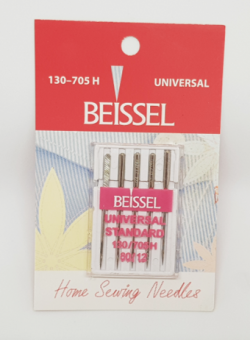 130-705 H UNIVERSAL
BEISSEL
BEISSEL
UNIVERSAL
STANDARD
130/705H
80/12
Home Sewing Needles